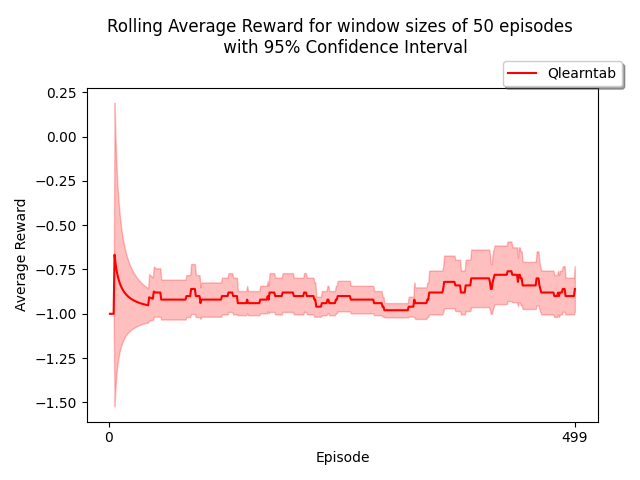 Rolling Average Reward for window sizes of 50 episodes
with 95% Confidence Interval
Qlearntab
0.25
0.00
−0.25
−0.50
−0.75
−1.00
−1.25
−1.50
Average Reward
0
499
Episode